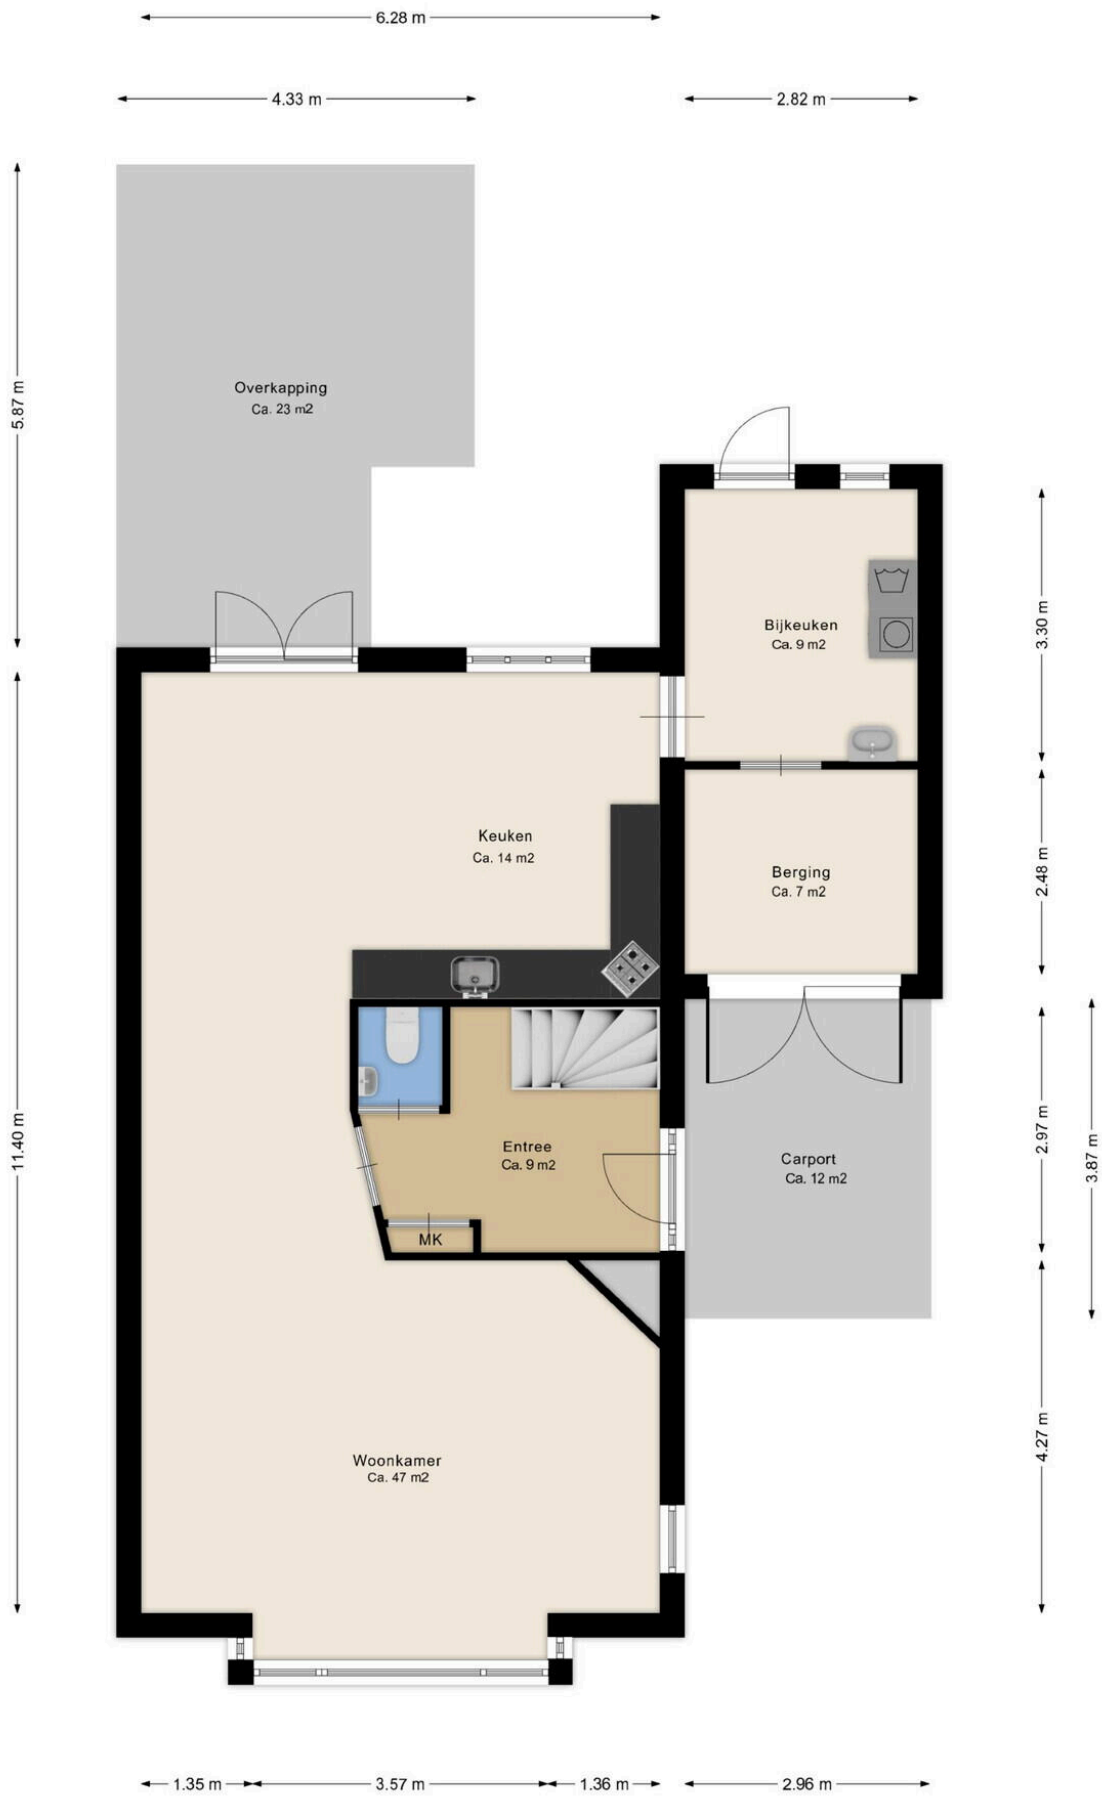 6.28 m
4.33 m
2.82 m
5.87 m
Overkapping
Ca. 23 m2
3.30 m
Bijkeuken
Ca. 9 m2
Keuken
Ca. 14 m2
2.48 m
Berging
Ca. 7 m2
11.40 m
Entree
Ca. 9 m2
2.97 m
3.87 m
Carport
Ca. 12 m2
MK
4.27 m
Woonkamer
Ca. 47 m2
1.35 m
3.57 m
1.36 m
2.96 m